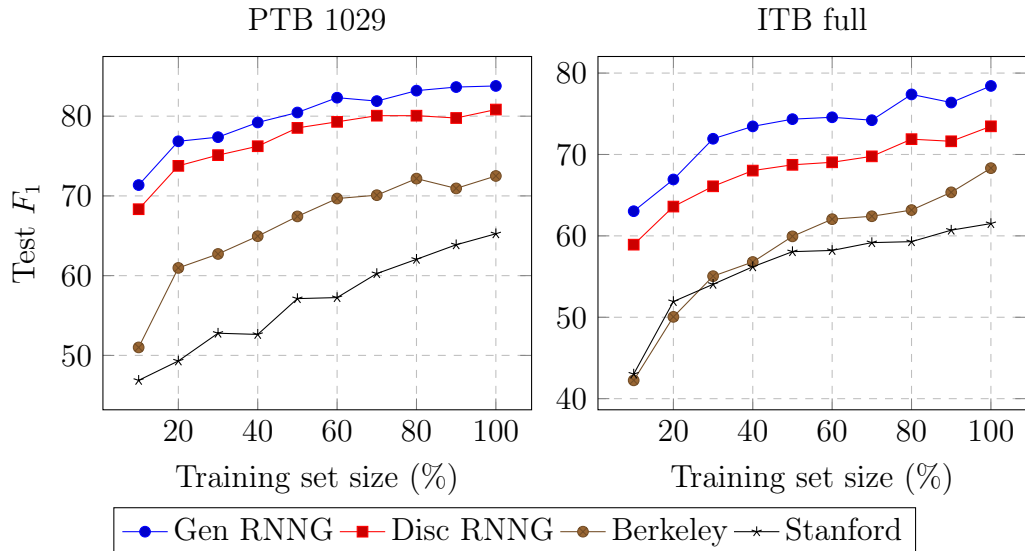 PTB 1029
ITB full
Test F1
80
70
60
50
20 40 60 80 100
Training set size (%)
80
70
60
50
40
20 40 60 80 100
Training set size (%)
Gen RNNG Disc RNNG Berkeley Stanford